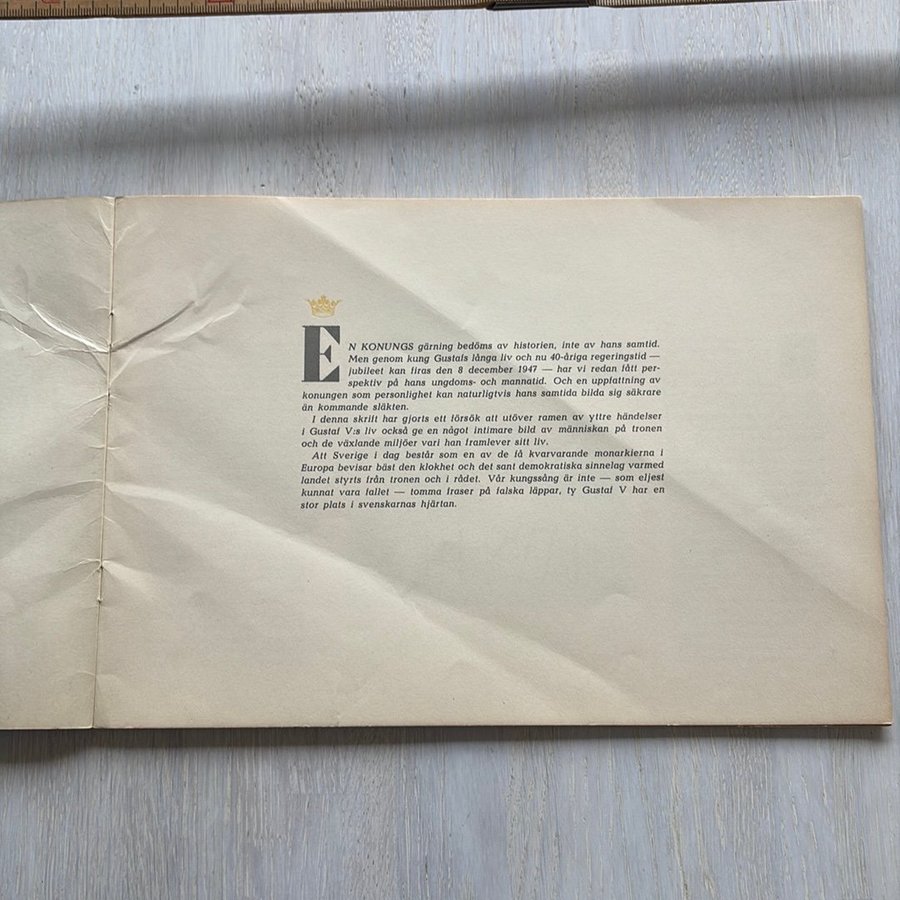 EN KONUNGS gärning bedöms av historien, inte av hans samtid.
Men genom kung Gustafs långa liv och nu 40-åriga regeringstid —
jubileet kan firas den 8 december 1947 — har vi redan fått per-
spektiv på hans ungdoms- och mannatid. Och en uppfattning av
konungen som personlighet kan naturligtvis hans samtida bilda sig säkrare
än kommande släkten.
I denna skrift har gjorts ett försök att utöver ramen av yttre händelser
i Gustaf V:s liv också ge en något intimare bild av människan på tronen
och de växlande miljöer vari han framlever sitt liv.
Att Sverige i dag består som en av de få kvarvarande monarkierna i
Europa bevisar bäst den klokhet och det sant demokratiska sinnelag varmed
landet styrts från tronen och i rådet. Vår kungssång är inte — som eljest
kunnat vara fallet — tomma fraser på falska läppar, ty Gustaf V har en
stor plats i svenskarnas hjärtan.